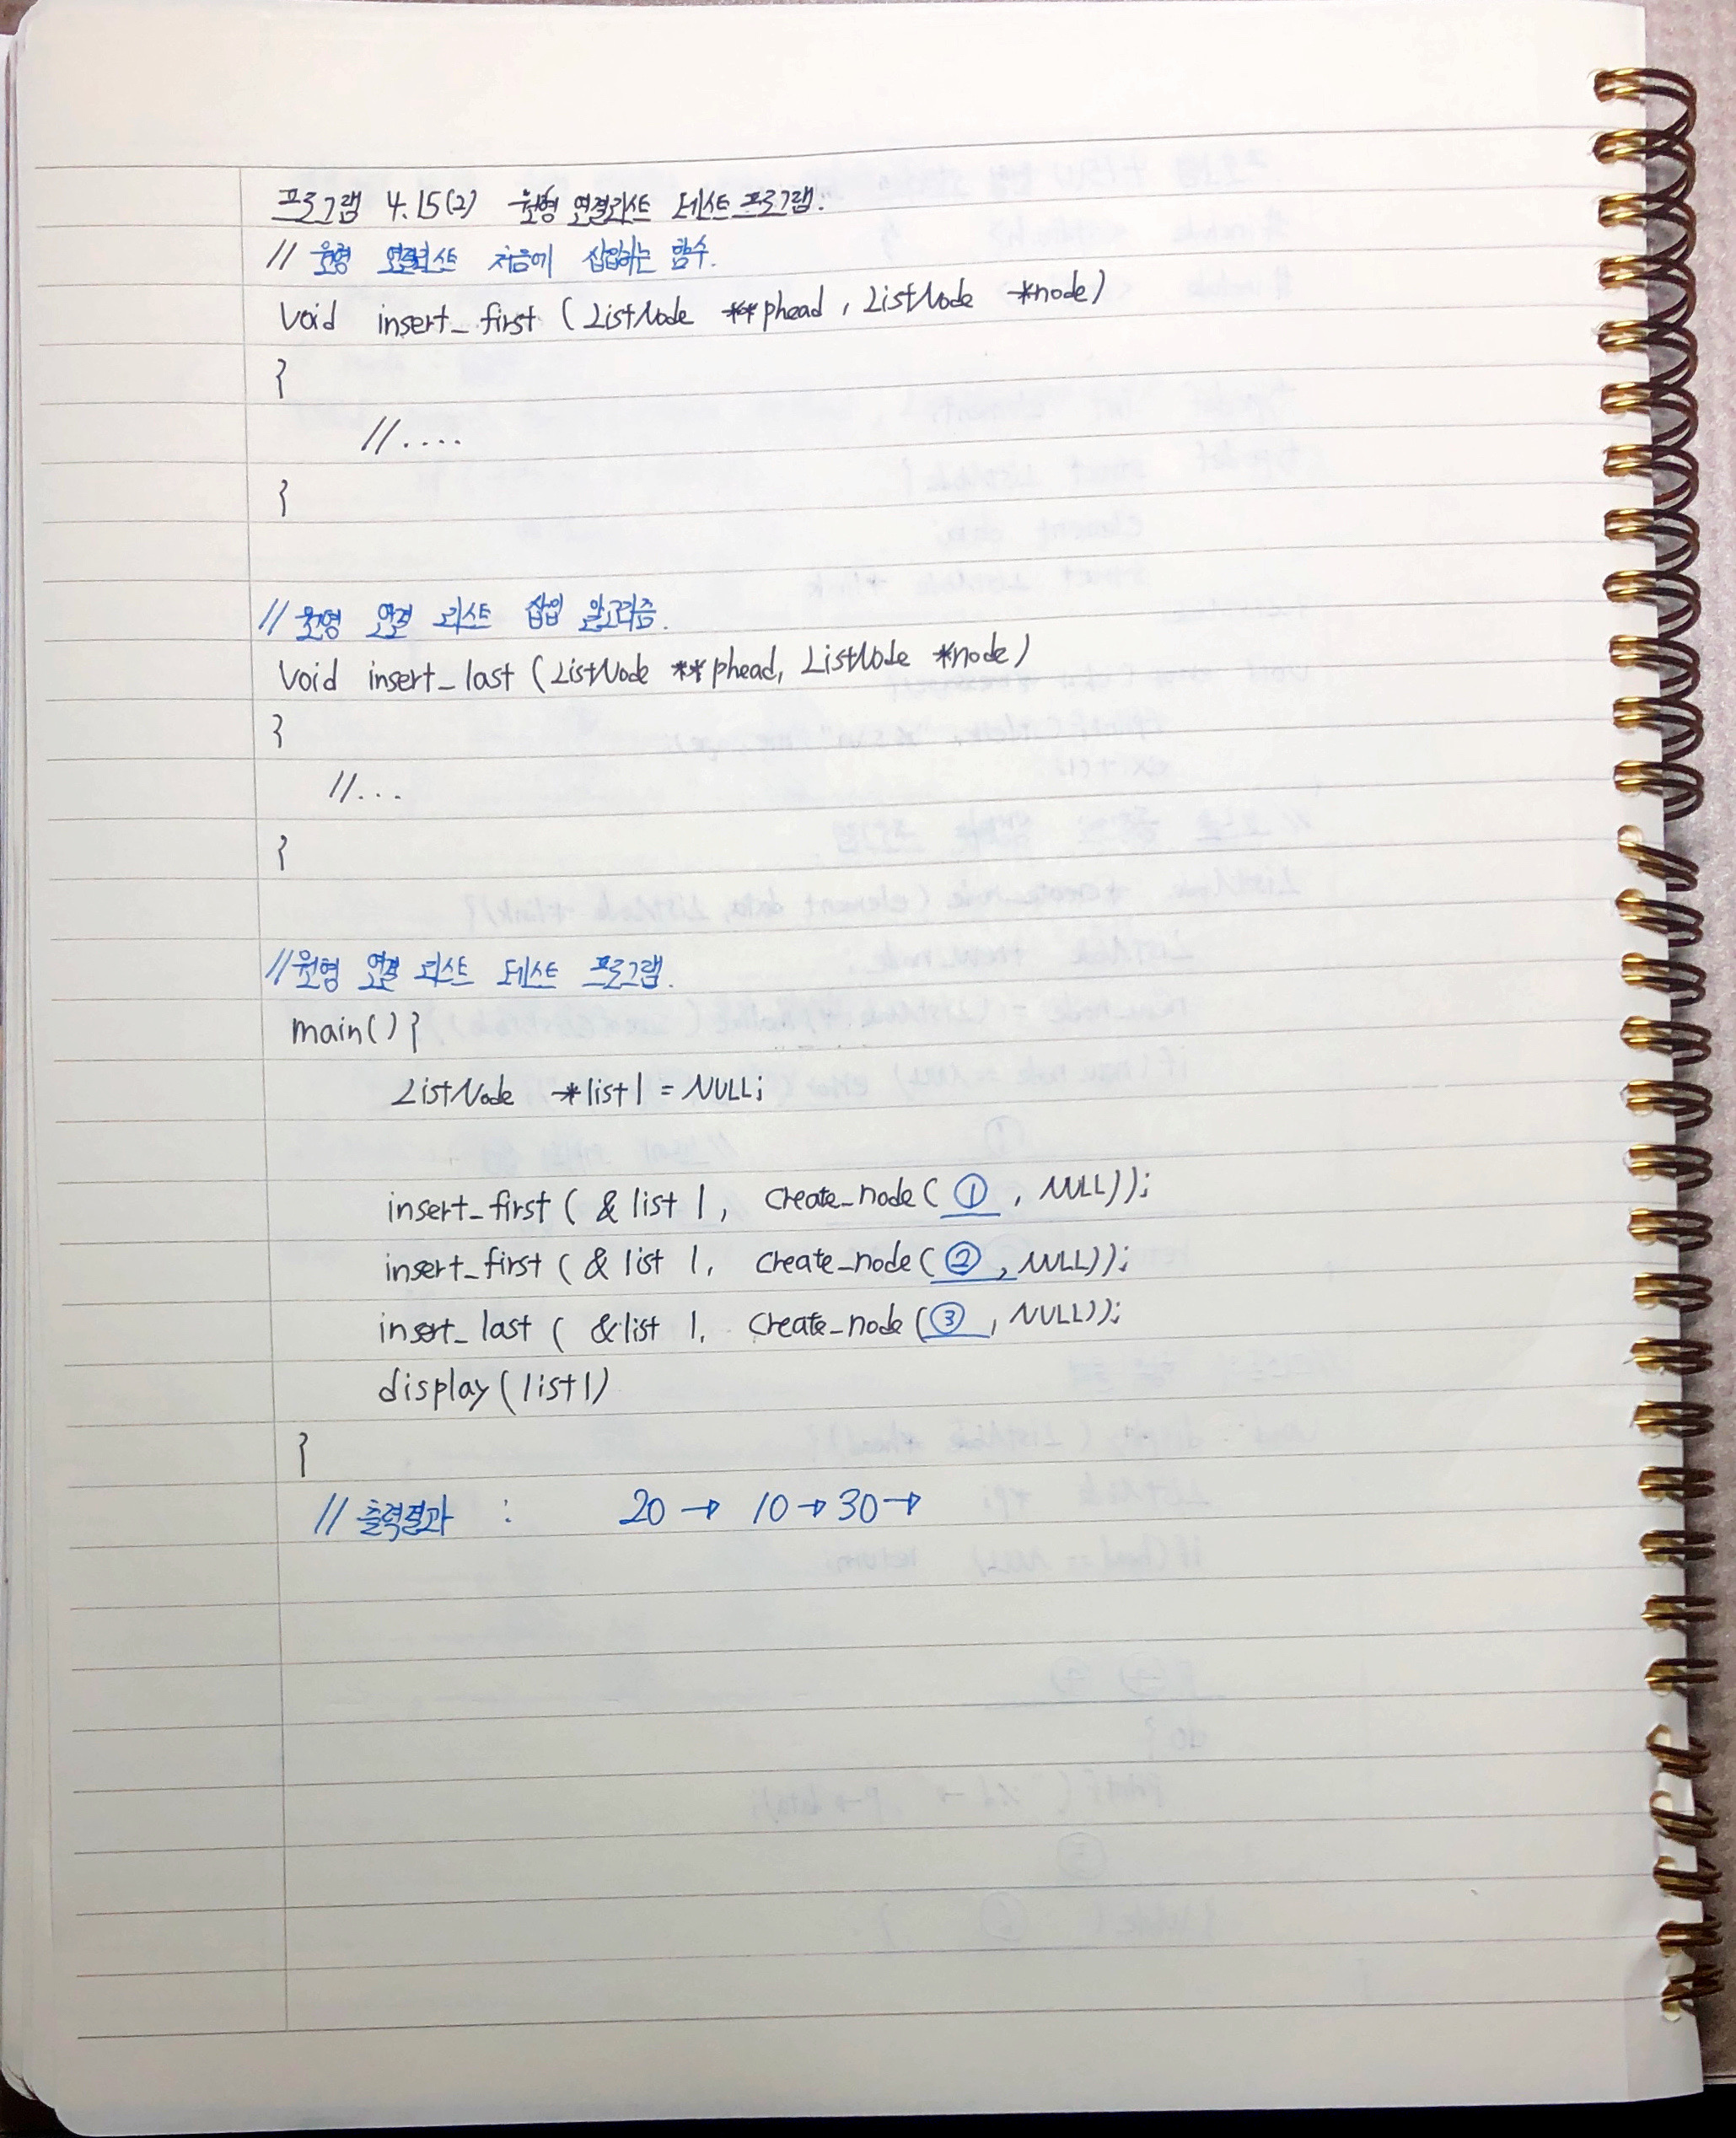 프로그램 4.15(2) 원형 연결리스트 테스트 프로그램.
// 원형 연결리스트 처음에 삽입하는 함수.
void insert_first (ListNode **phead, ListNode *node)
{
//....
}
// 원형 연결 리스트 삽입 알고리즘.
void insert_last (ListNode **phead, ListNode *node)
{
//...
}
//원형 연결 리스트 테스트 프로그램.
main(){
ListNode *list1 = NULL;
insert_first ( & list 1, create_node( ① , NULL));
insert_first ( & list 1, create_node( ② , NULL));
insert_last ( &list 1, create_node( ③ , NULL));
display(list1)
}
// 출력결과 : 20 → 10 → 30 →